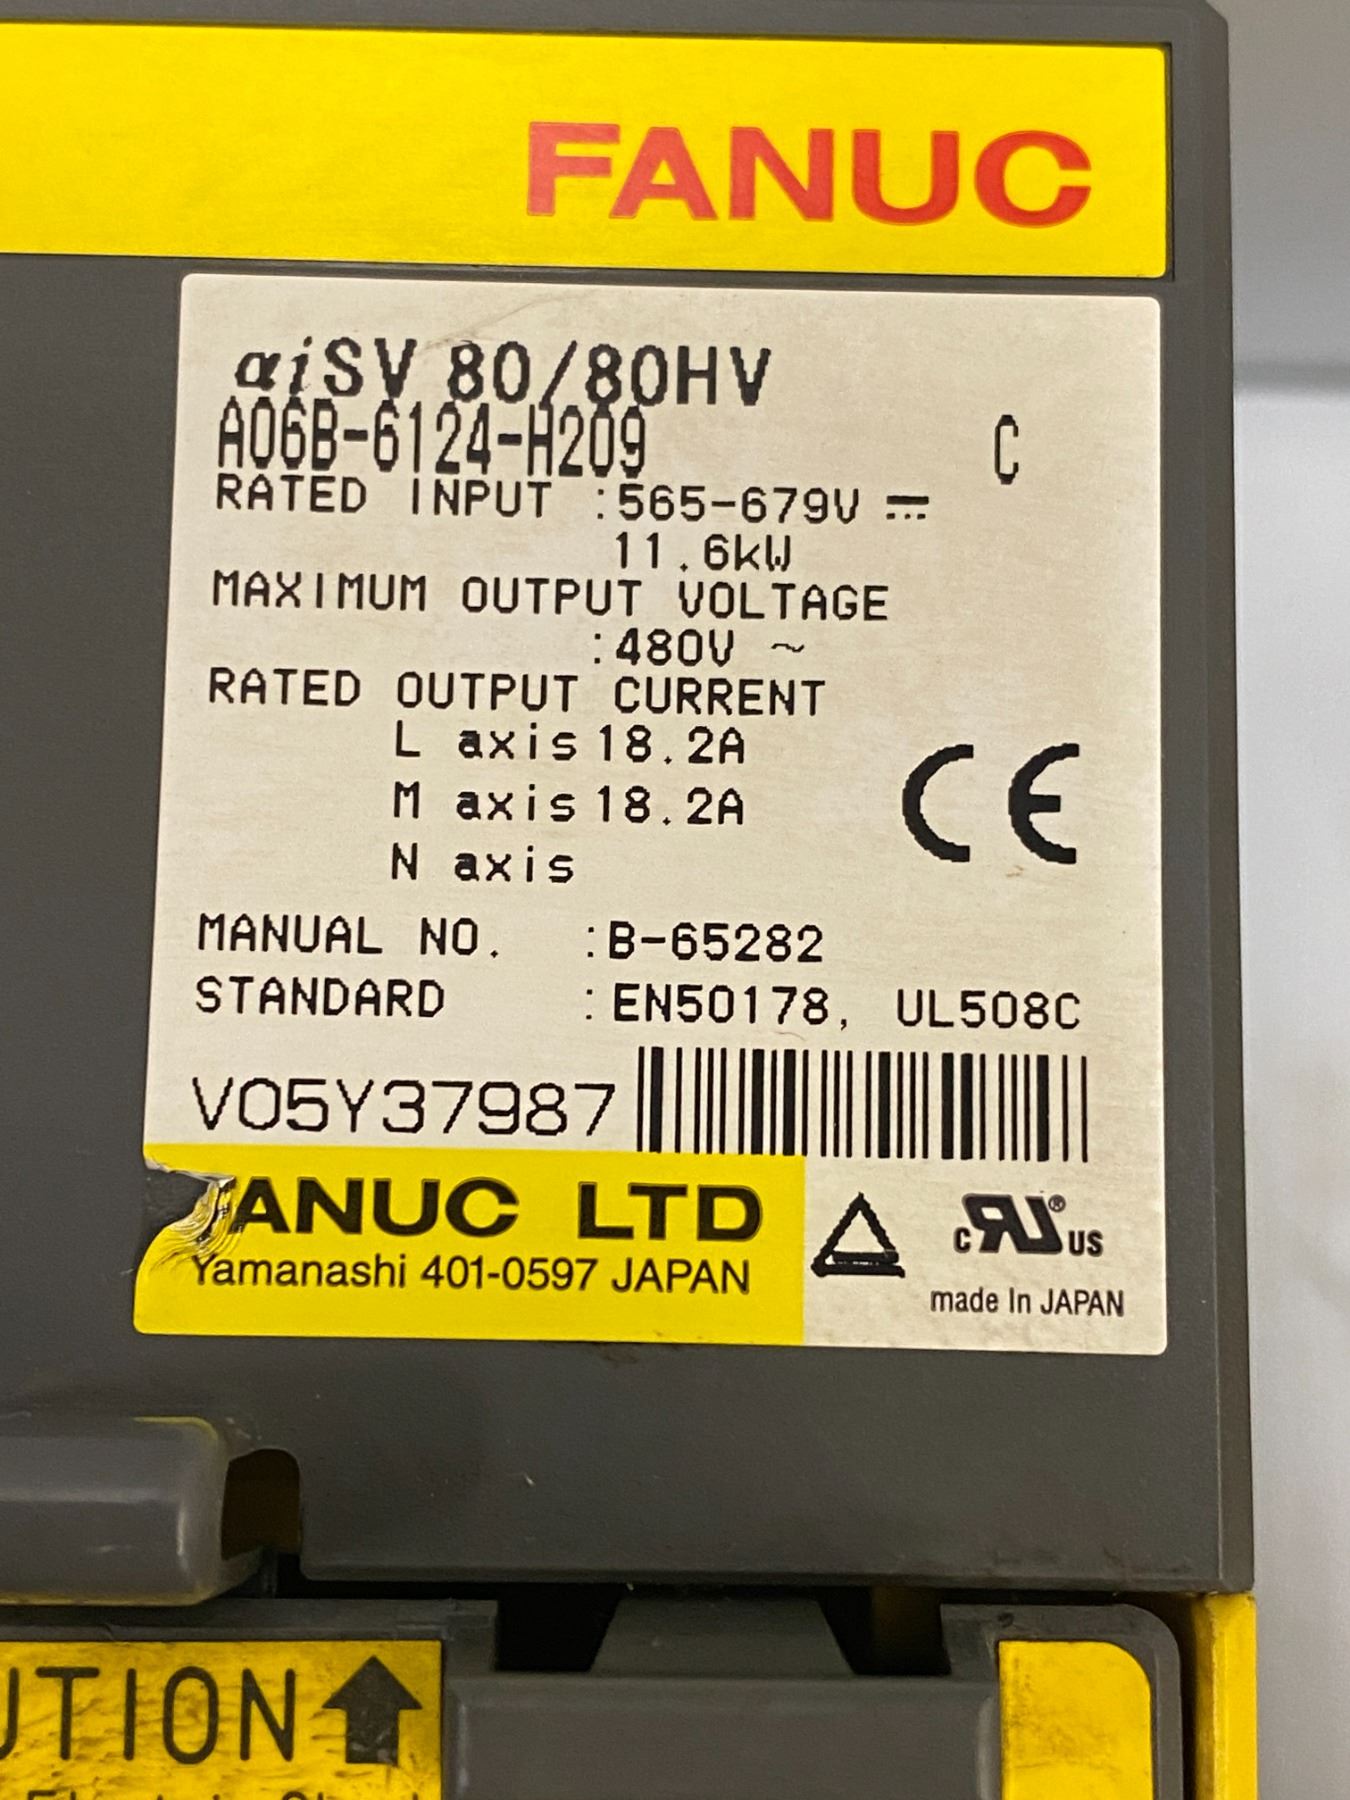 FANUC
αiSV 80/80HV
A06B-6124-H209 C
RATED INPUT :565-679V ⎓
11.6kW
MAXIMUM OUTPUT VOLTAGE
:480V ~
RATED OUTPUT CURRENT
L axis 18.2A
M axis 18.2A
N axis
CE
MANUAL NO. :B-65282
STANDARD :EN50178, UL508C
V05Y37987
ANUC LTD
Yamanashi 401-0597 JAPAN
c RU ® US
made In JAPAN
UTION